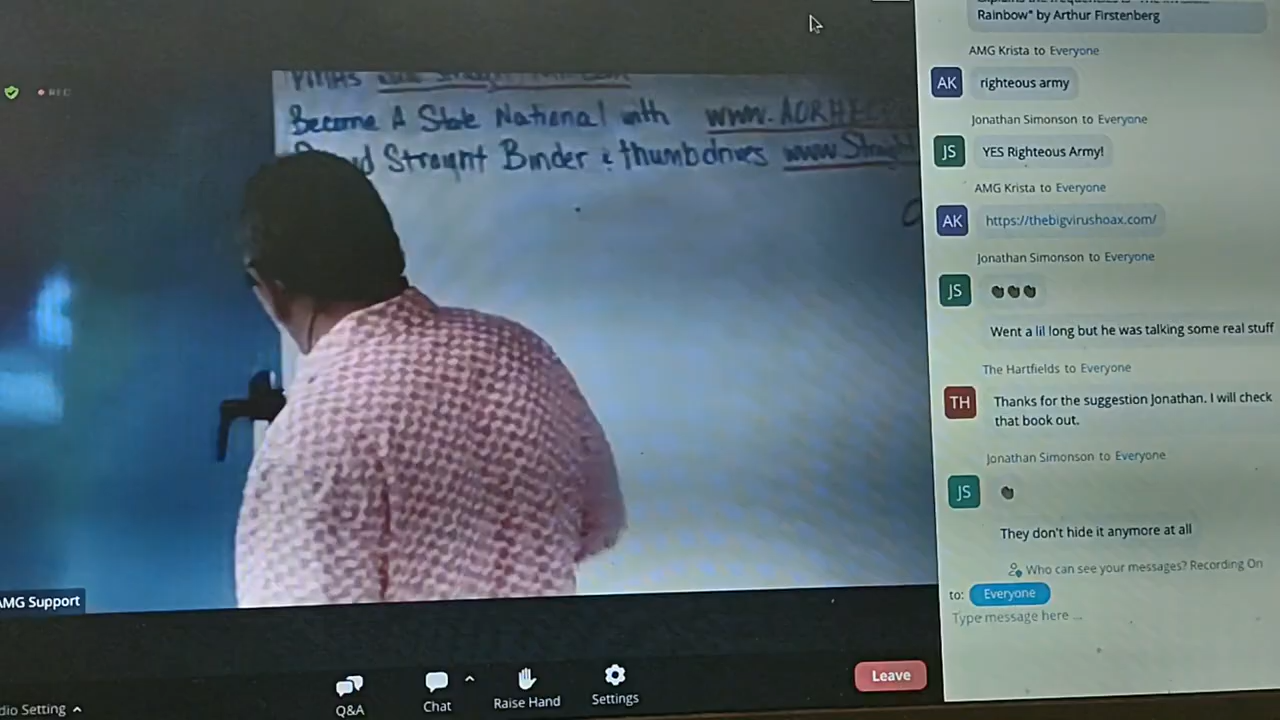 Become A State National with www.AORHEC
Straight Binder & thumbdrives www Straight
REC
Rainbow" by Arthur Firstenberg
AMG Krista to Everyone
AK righteous army
Jonathan Simonson to Everyone
JS YES Righteous Army!
AMG Krista to Everyone
AK https://thebigvirushoax.com/
Jonathan Simonson to Everyone
JS
Went a lil long but he was talking some real stuff
The Hartfields to Everyone
TH Thanks for the suggestion Jonathan. I will check
that book out.
Jonathan Simonson to Everyone
JS
They don't hide it anymore at all
Who can see your messages? Recording On
to: Everyone
Type message here ...
AMG Support
dio Setting
Q&A
Chat
Raise Hand
Settings
Leave